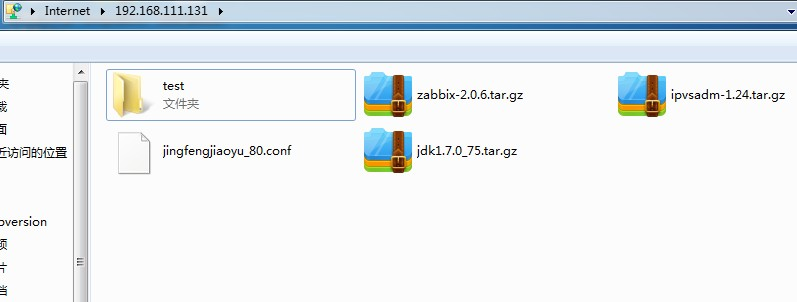 Internet 192.168.111.131
test
文件夹
zabbix-2.0.6.tar.gz
ipvsadm-1.24.tar.gz
jingfengjiaoyu_80.conf
jdk1.7.0_75.tar.gz
夹
面
近访问的位置
oversion
频
片
档